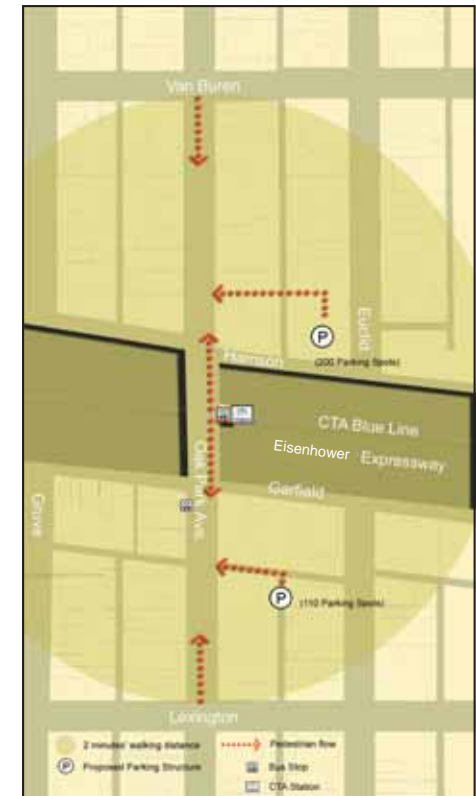 Van Buren
Euclid
P
(200 Parking Spots)
Harrison
CTA Blue Line
Eisenhower Expressway
Oak Park Ave
Garfield
Grove
P
(110 Parking Spots)
Lexington
2 minutes' walking distance
Pedestrian flow
P Proposed Parking Structure
Bus Stop
CTA Station